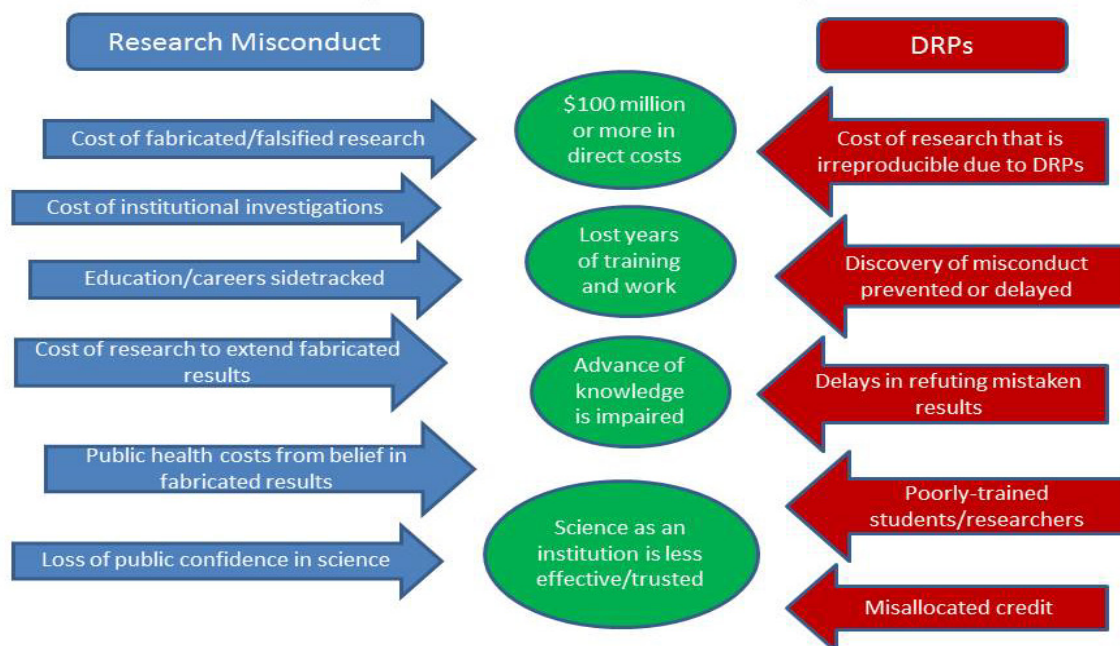 Research Misconduct
DRPs
Cost of fabricated/falsified research
Cost of institutional investigations
Education/careers sidetracked
Cost of research to extend fabricated
results
Public health costs from belief in
fabricated results
Loss of public confidence in science
$100 million
or more in
direct costs
Lost years
of training
and work
Advance of
knowledge
is impaired
Science as an
institution is less
effective/trusted
Cost of research that is
irreproducible due to DRPs
Discovery of misconduct
prevented or delayed
Delays in refuting mistaken
results
Poorly-trained
students/researchers
Misallocated credit